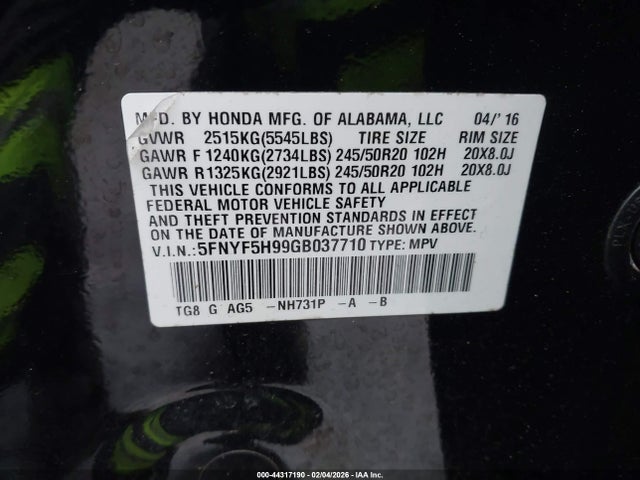 MFD. BY HONDA MFG. OF ALABAMA, LLC 04/'16
GVWR 2515KG(5545LBS) TIRE SIZE RIM SIZE
GAWR F 1240KG(2734LBS) 245/50R20 102H 20X8.0J
GAWR R 1325KG(2921LBS) 245/50R20 102H 20X8.0J
THIS VEHICLE CONFORMS TO ALL APPLICABLE
FEDERAL MOTOR VEHICLE SAFETY
AND THEFT PREVENTION STANDARDS IN EFFECT
ON THE DATE OF MANUFACTURE SHOWN ABOVE.
V.I.N.: 5FNYF5H99GB037710 TYPE: MPV
TG8 G AG5 -NH731P -A -B
000-44317190 - 02/04/2026 - IAA Inc.